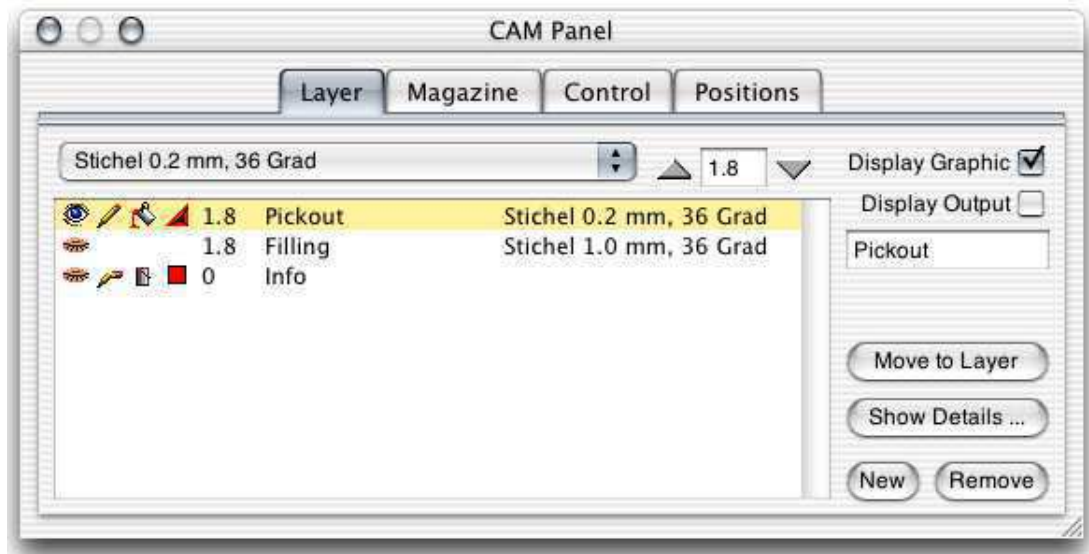 CAM Panel
Layer Magazine Control Positions
Stichel 0.2 mm, 36 Grad 1.8 Display Graphic
Display Output
1.8 Pickout Stichel 0.2 mm, 36 Grad
1.8 Filling Stichel 1.0 mm, 36 Grad
0 Info
Pickout
Move to Layer
Show Details ...
New Remove